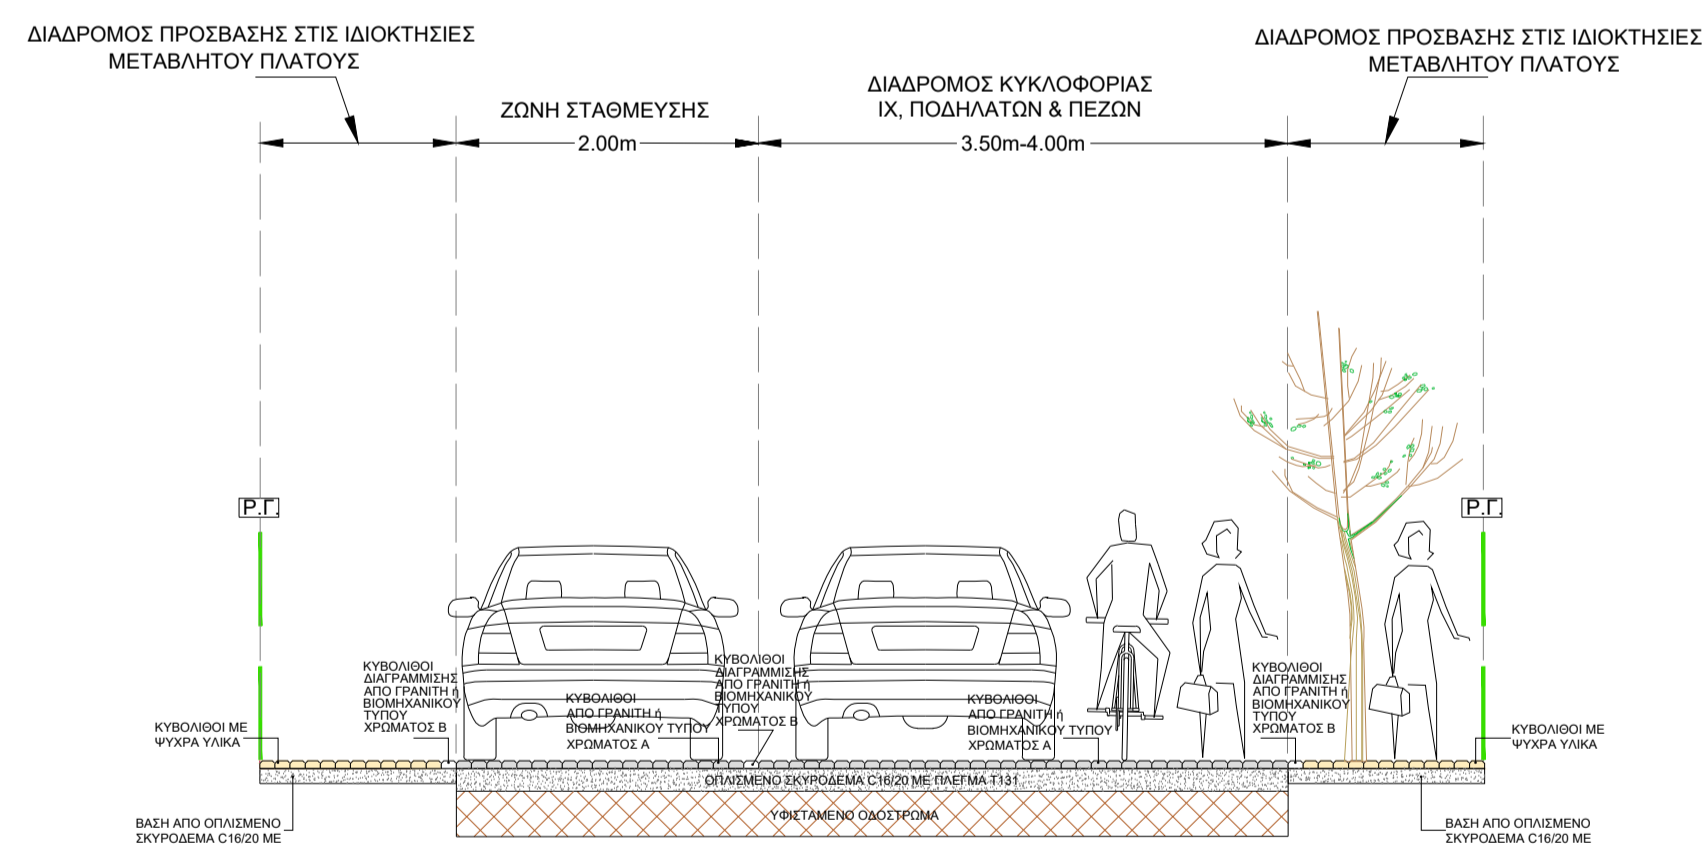 ΔΙΑΔΡΟΜΟΣ ΠΡΟΣΒΑΣΗΣ ΣΤΙΣ ΙΔΙΟΚΤΗΣΙΕΣ
ΜΕΤΑΒΛΗΤΟΥ ΠΛΑΤΟΥΣ
ΖΩΝΗ ΣΤΑΘΜΕΥΣΗΣ
2.00m
ΔΙΑΔΡΟΜΟΣ ΚΥΚΛΟΦΟΡΙΑΣ
ΙΧ, ΠΟΔΗΛΑΤΩΝ & ΠΕΖΩΝ
3.50m-4.00m
ΔΙΑΔΡΟΜΟΣ ΠΡΟΣΒΑΣΗΣ ΣΤΙΣ ΙΔΙΟΚΤΗΣΙΕΣ
ΜΕΤΑΒΛΗΤΟΥ ΠΛΑΤΟΥΣ
Ρ.Γ.
Ρ.Γ.
ΚΥΒΟΛΙΘΟΙ ΜΕ
ΨΥΧΡΑ ΥΛΙΚΑ
ΚΥΒΟΛΙΘΟΙ
ΔΙΑΓΡΑΜΜΙΣΗΣ
ΑΠΟ ΓΡΑΝΙΤΗ ή
ΒΙΟΜΗΧΑΝΙΚΟΥ
ΤΥΠΟΥ
ΧΡΩΜΑΤΟΣ Β
ΚΥΒΟΛΙΘΟΙ
ΑΠΟ ΓΡΑΝΙΤΗ ή
ΒΙΟΜΗΧΑΝΙΚΟΥ ΤΥΠΟΥ
ΧΡΩΜΑΤΟΣ Α
ΚΥΒΟΛΙΘΟΙ
ΔΙΑΓΡΑΜΜΙΣΗΣ
ΑΠΟ ΓΡΑΝΙΤΗ ή
ΒΙΟΜΗΧΑΝΙΚΟΥ
ΤΥΠΟΥ
ΧΡΩΜΑΤΟΣ Β
ΚΥΒΟΛΙΘΟΙ
ΑΠΟ ΓΡΑΝΙΤΗ ή
ΒΙΟΜΗΧΑΝΙΚΟΥ ΤΥΠΟΥ
ΧΡΩΜΑΤΟΣ Α
ΚΥΒΟΛΙΘΟΙ
ΔΙΑΓΡΑΜΜΙΣΗΣ
ΑΠΟ ΓΡΑΝΙΤΗ ή
ΒΙΟΜΗΧΑΝΙΚΟΥ
ΤΥΠΟΥ
ΧΡΩΜΑΤΟΣ Β
ΚΥΒΟΛΙΘΟΙ ΜΕ
ΨΥΧΡΑ ΥΛΙΚΑ
ΟΠΛΙΣΜΕΝΟ ΣΚΥΡΟΔΕΜΑ C16/20 ΜΕ ΠΛΕΓΜΑ Τ131
ΥΦΙΣΤΑΜΕΝΟ ΟΔΟΣΤΡΩΜΑ
ΒΑΣΗ ΑΠΟ ΟΠΛΙΣΜΕΝΟ
ΣΚΥΡΟΔΕΜΑ C16/20 ΜΕ
ΒΑΣΗ ΑΠΟ ΟΠΛΙΣΜΕΝΟ
ΣΚΥΡΟΔΕΜΑ C16/20 ΜΕ